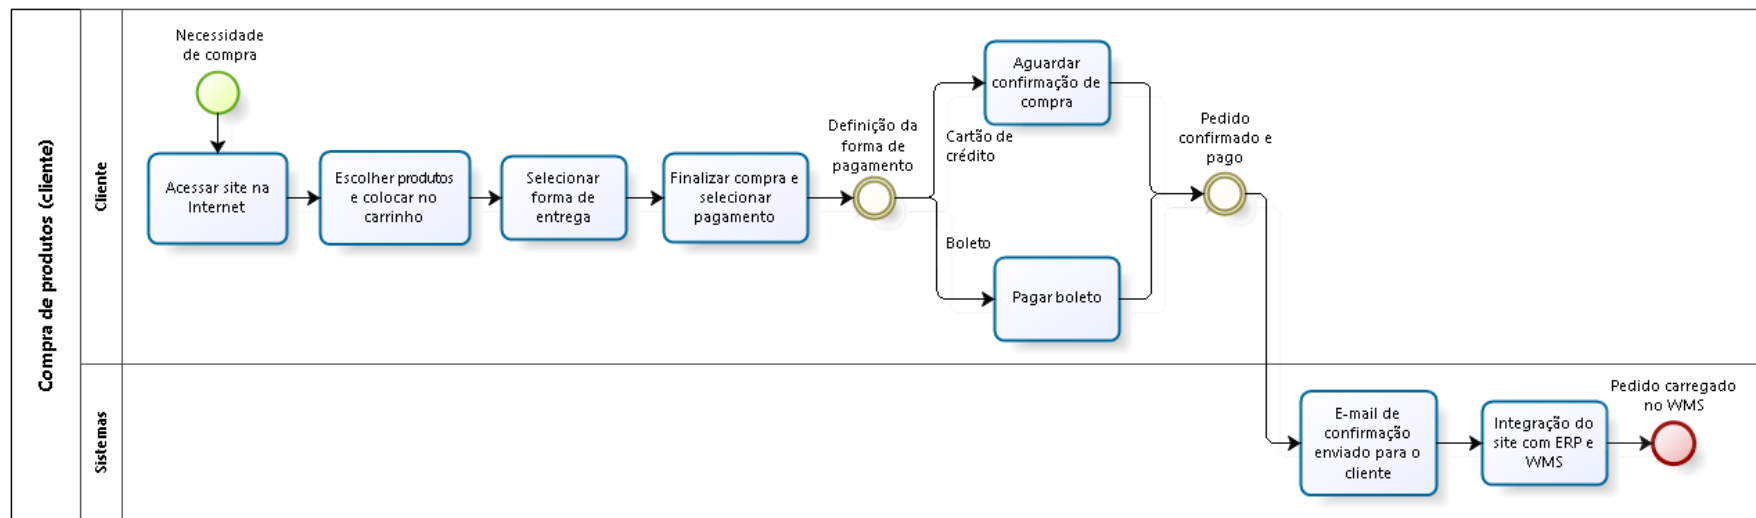 Compra de produtos (cliente)
Cliente
Necessidade
de compra
Acessar site na
Internet
Escolher produtos
e colocar no
carrinho
Selecionar
forma de
entrega
Finalizar compra e
selecionar
pagamento
Definição da
forma de
pagamento
Cartão de
crédito
Aguardar
confirmação de
compra
Boleto
Pagar boleto
Pedido
confirmado e
pago
Sistemas
E-mail de
confirmação
enviado para o
cliente
Integração do
site com ERP e
WMS
Pedido carregado
no WMS